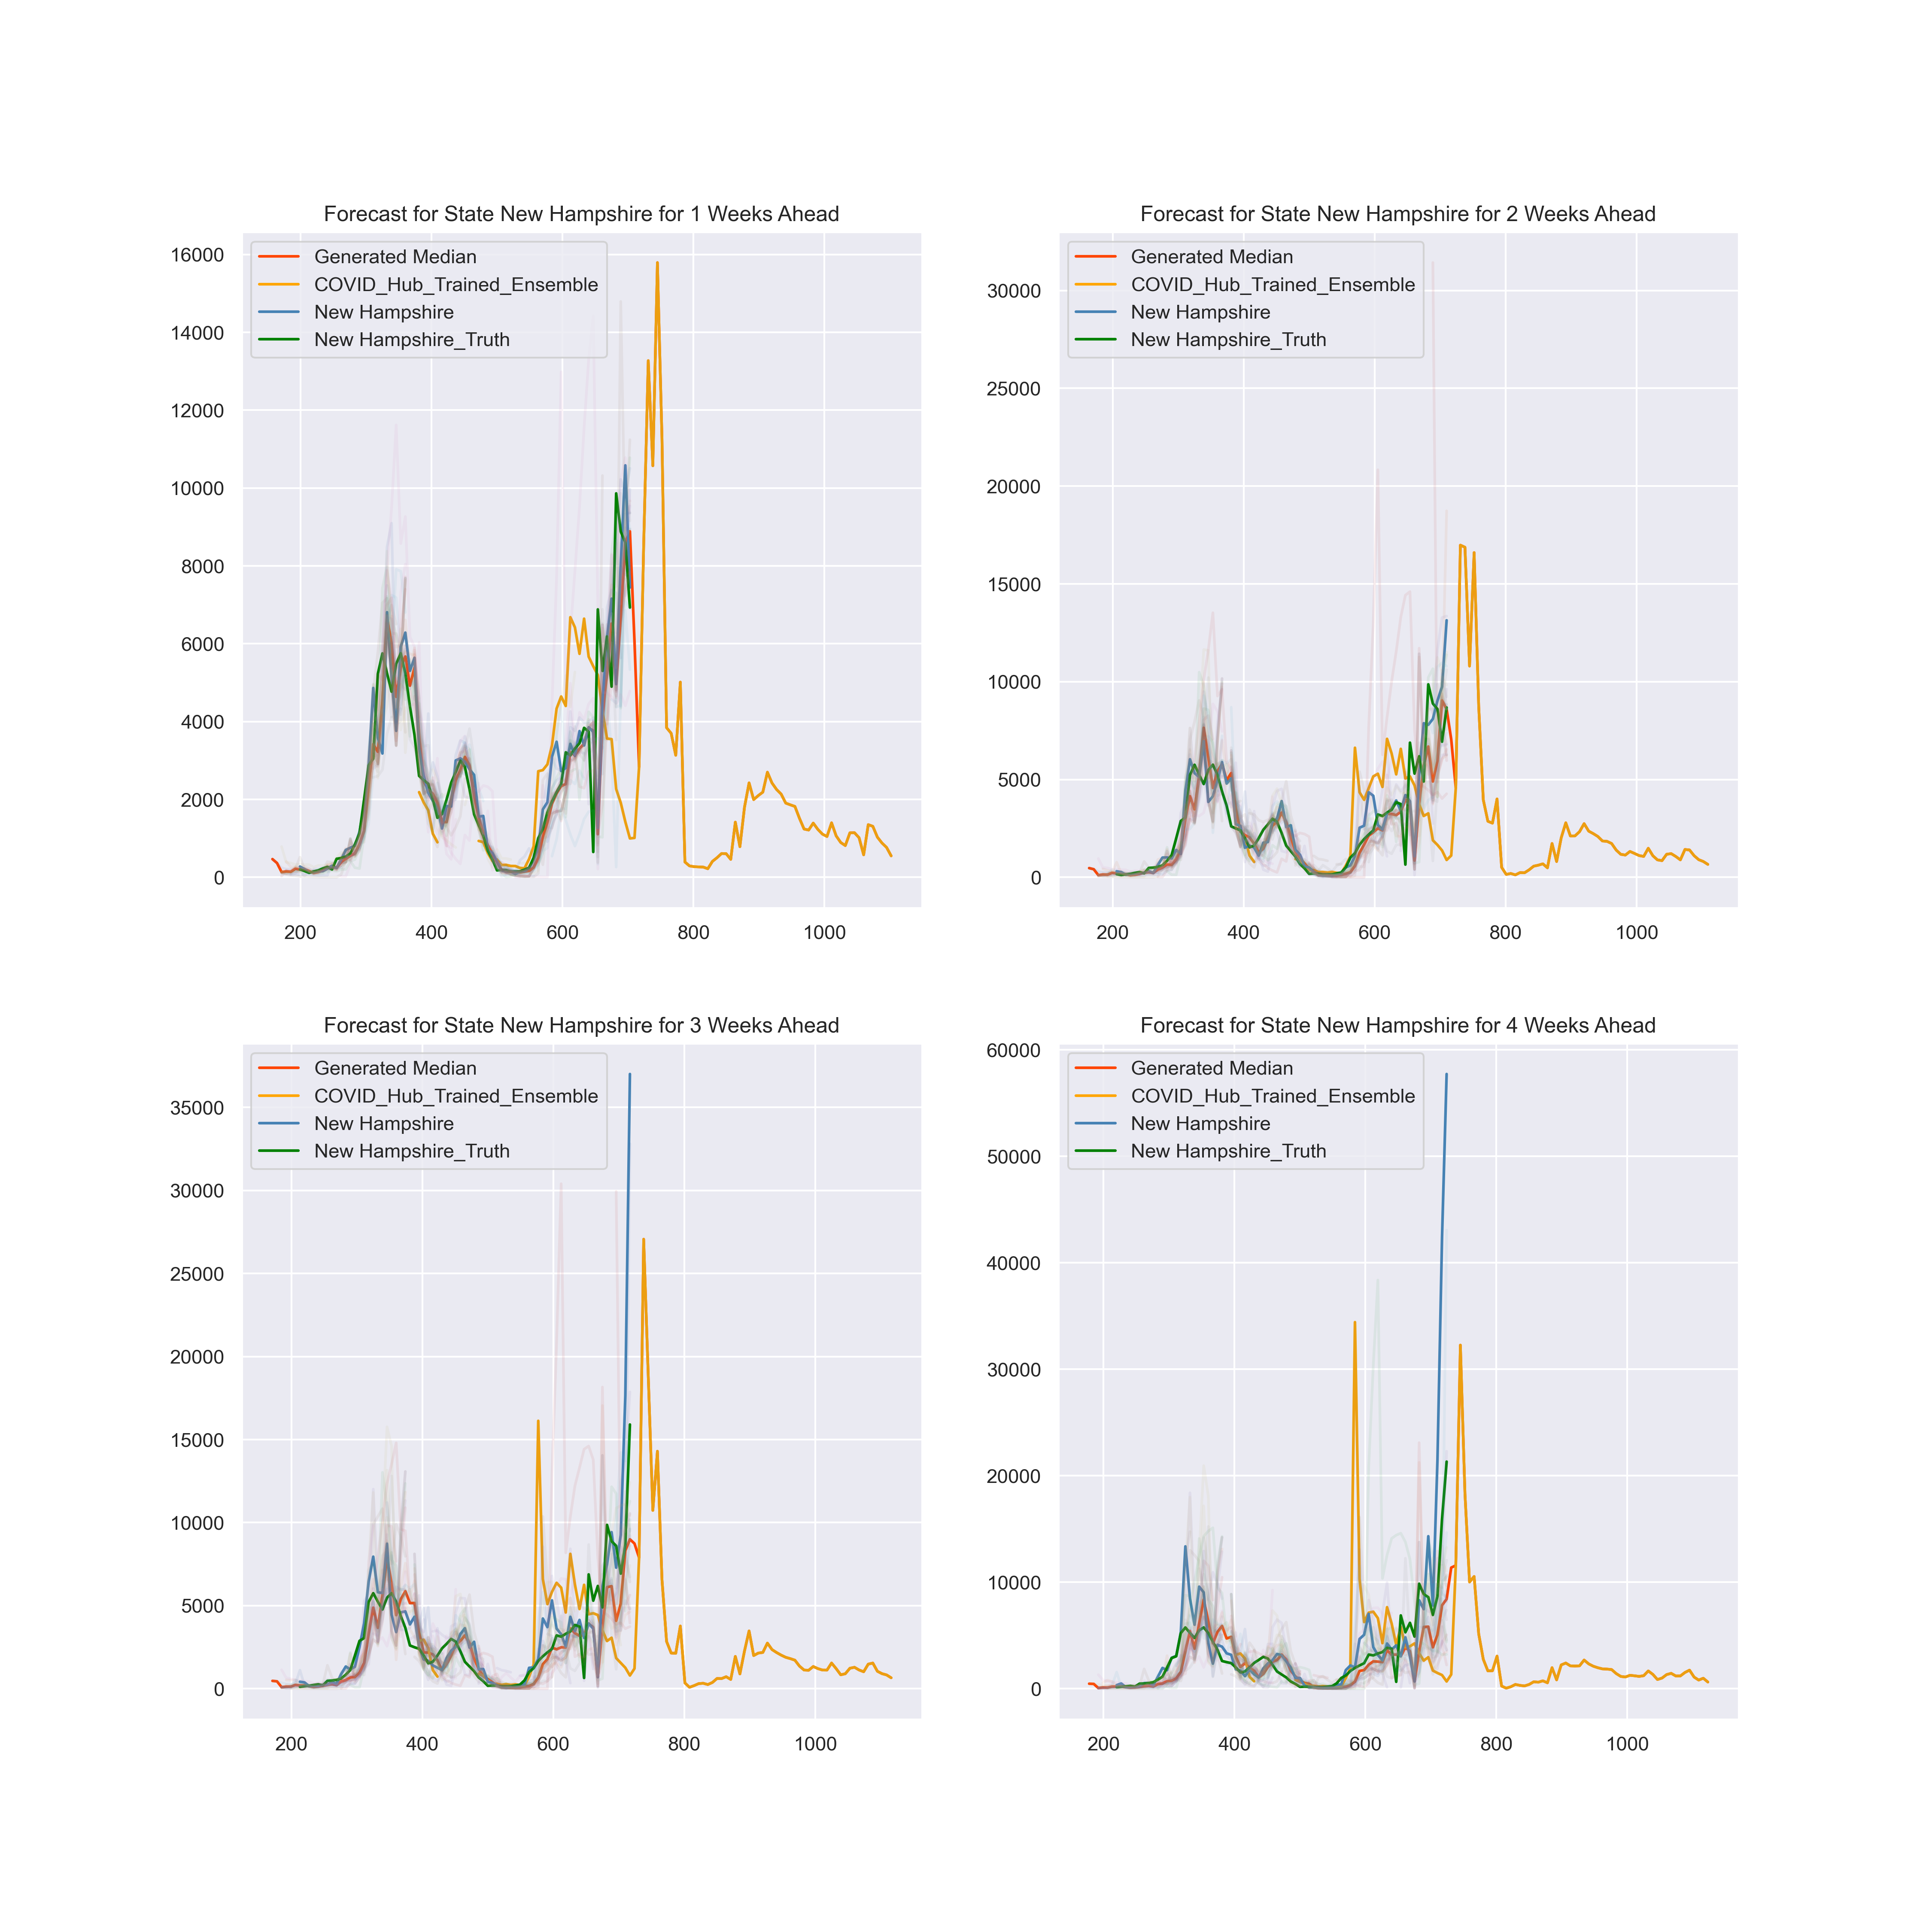 Forecast for State New Hampshire for 1 Weeks Ahead
Generated Median
COVID_Hub_Trained_Ensemble
New Hampshire
New Hampshire_Truth
16000
14000
12000
10000
8000
6000
4000
2000
0
200 400 600 800 1000
Forecast for State New Hampshire for 2 Weeks Ahead
Generated Median
COVID_Hub_Trained_Ensemble
New Hampshire
New Hampshire_Truth
30000
25000
20000
15000
10000
5000
0
200 400 600 800 1000
Forecast for State New Hampshire for 3 Weeks Ahead
Generated Median
COVID_Hub_Trained_Ensemble
New Hampshire
New Hampshire_Truth
35000
30000
25000
20000
15000
10000
5000
0
200 400 600 800 1000
Forecast for State New Hampshire for 4 Weeks Ahead
Generated Median
COVID_Hub_Trained_Ensemble
New Hampshire
New Hampshire_Truth
60000
50000
40000
30000
20000
10000
0
200 400 600 800 1000